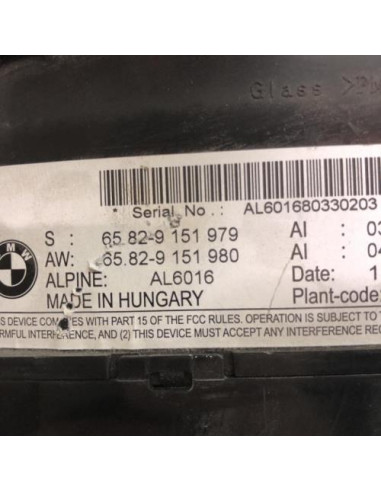 Glass
BMW
* Serial No.: AL601680330203
S : 65.82-9 151 979 AI : 03
AW: 65.82-9 151 980 AI : 04
ALPINE: AL6016 Date: 1
MADE IN HUNGARY Plant-code:
S DEVICE COMPLIES WITH PART 15 OF THE FCC RULES. OPERATION IS SUBJECT TO
RMFUL INTERFERENCE, AND (2) THIS DEVICE MUST ACCEPT ANY INTERFERENCE REC